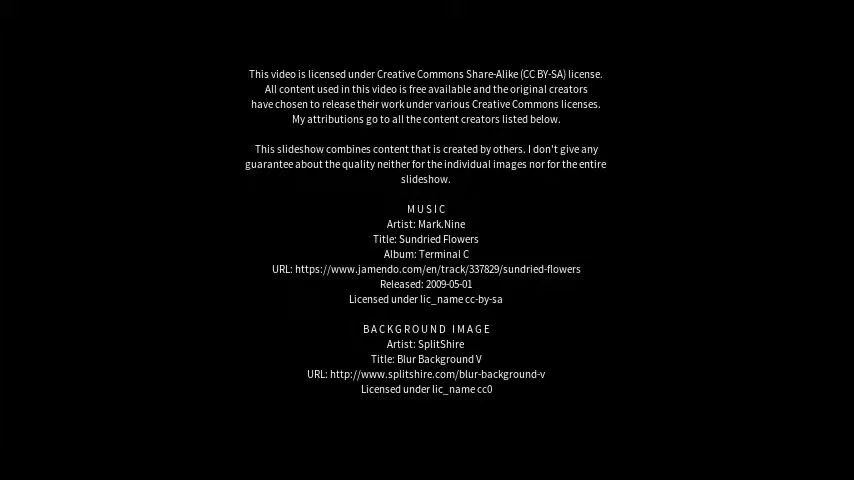 This video is licensed under Creative Commons Share-Alike (CC BY-SA) license.
All content used in this video is free available and the original creators
have chosen to release their work under various Creative Commons licenses.
My attributions go to all the content creators listed below.
This slideshow combines content that is created by others. I don't give any
guarantee about the quality neither for the individual images nor for the entire
slideshow.
MUSIC
Artist: Mark.Nine
Title: Sundried Flowers
Album: Terminal C
URL: https://www.jamendo.com/en/track/337829/sundried-flowers
Released: 2009-05-01
Licensed under lic_name cc-by-sa
BACKGROUND IMAGE
Artist: SplitShire
Title: Blur Background V
URL: http://www.splitshire.com/blur-background-v
Licensed under lic_name cc0